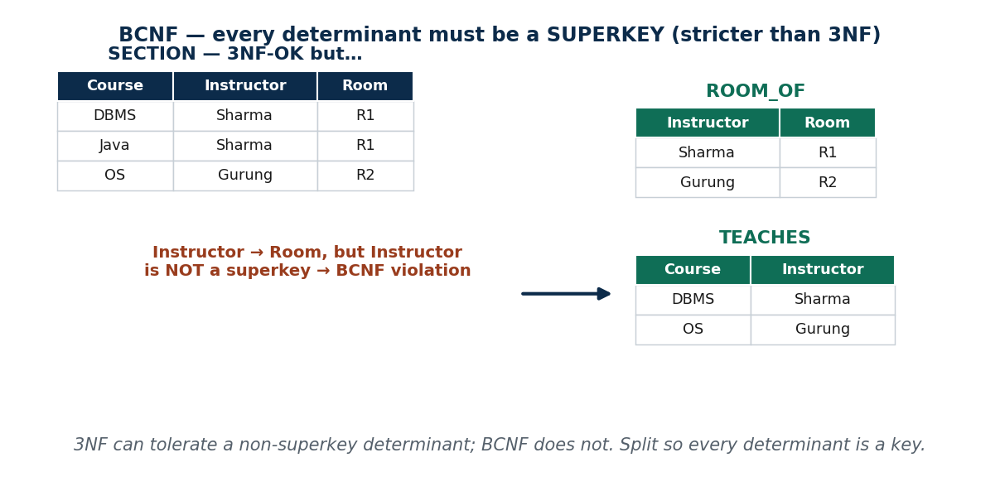 BCNF — every determinant must be a SUPERKEY (stricter than 3NF)
SECTION — 3NF-OK but…
Course Instructor Room
DBMS Sharma R1
Java Sharma R1
OS Gurung R2
Instructor → Room, but Instructor
is NOT a superkey → BCNF violation
ROOM_OF
Instructor Room
Sharma R1
Gurung R2
TEACHES
Course Instructor
DBMS Sharma
OS Gurung
3NF can tolerate a non-superkey determinant; BCNF does not. Split so every determinant is a key.